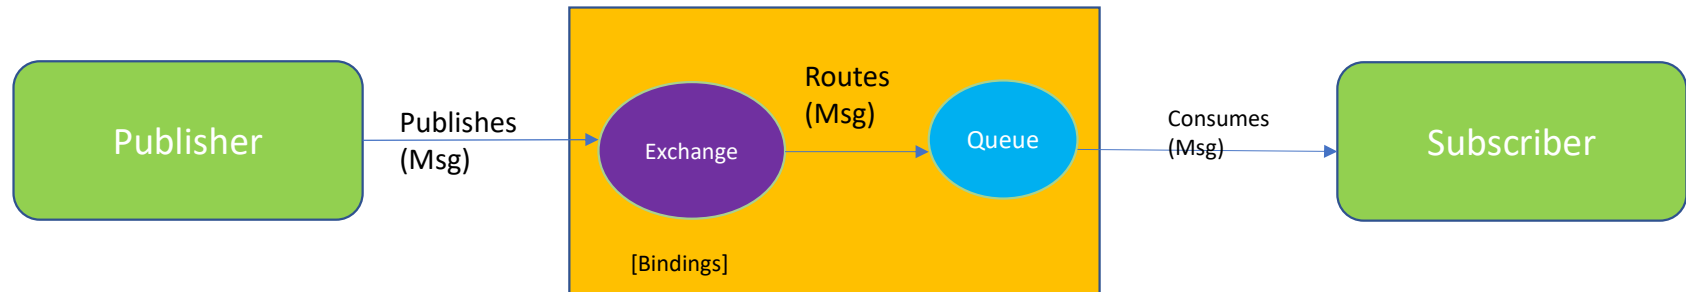 Publisher
Publishes
(Msg)
Exchange
Routes
(Msg)
Queue
Consumes
(Msg)
Subscriber
[Bindings]